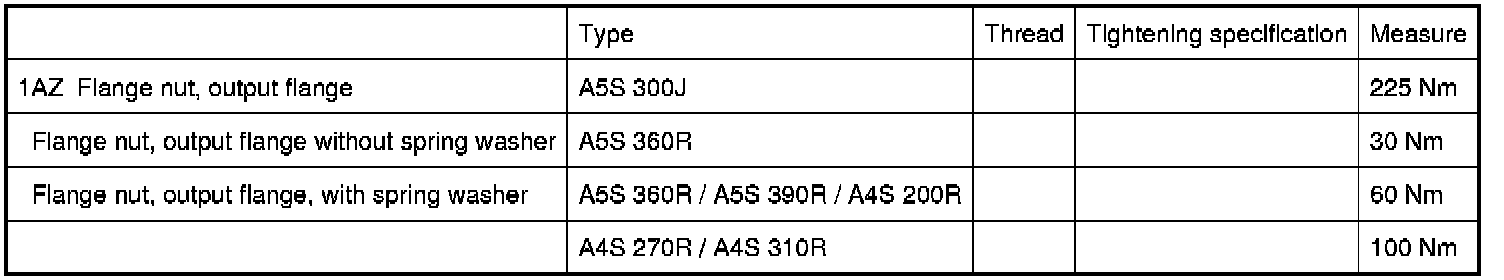 Type Thread Tightening specification Measure
1AZ Flange nut, output flange A5S 300J 225 Nm
Flange nut, output flange without spring washer A5S 360R 30 Nm
Flange nut, output flange, with spring washer A5S 360R / A5S 390R / A4S 200R 60 Nm
A4S 270R / A4S 310R 100 Nm